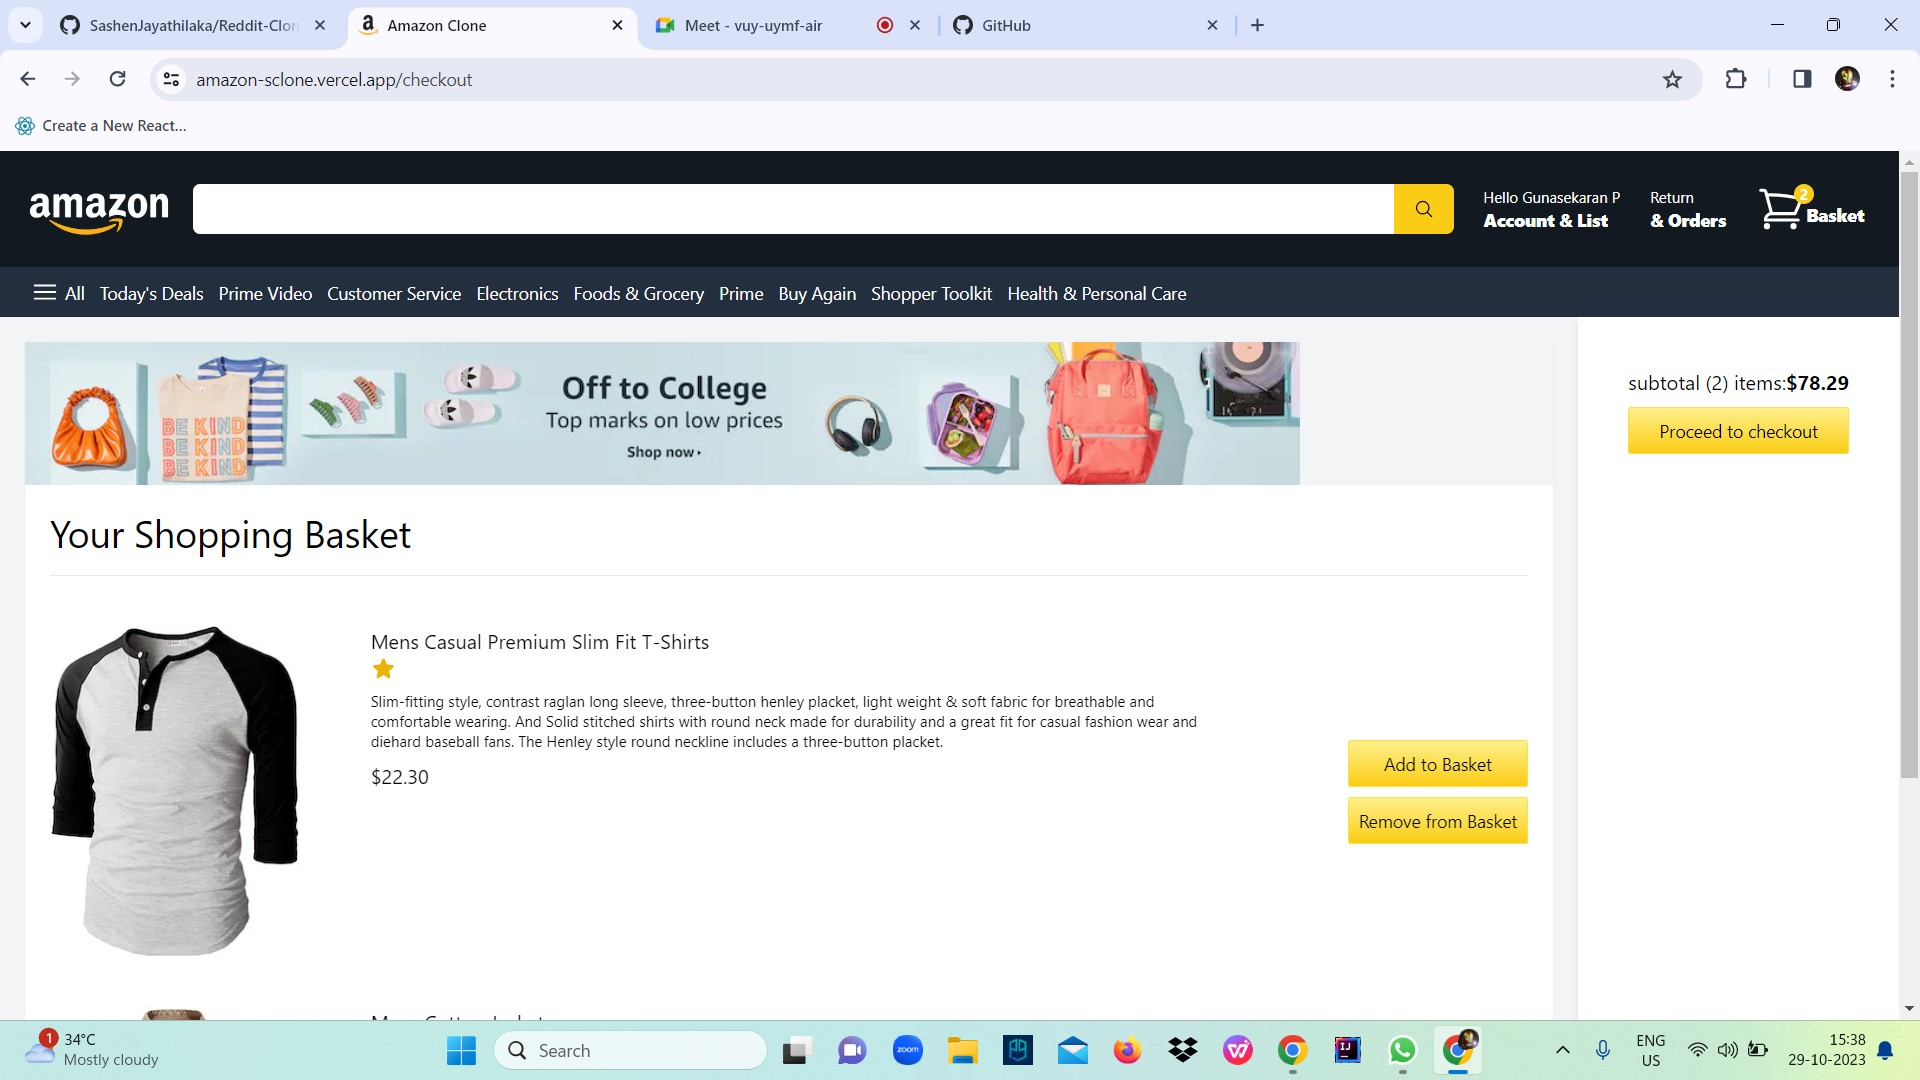 SashenJayathilaka/Reddit-Clon
Amazon Clone
Meet - vuy-uymf-air
GitHub
amazon-sclone.vercel.app/checkout
Create a New React...
amazon
Hello Gunasekaran P
Account & List
Return
& Orders
2
Basket
All Today's Deals Prime Video Customer Service Electronics Foods & Grocery Prime Buy Again Shopper Toolkit Health & Personal Care
BE KIND
BE KIND
BE KIND
Off to College
Top marks on low prices
Shop now
subtotal (2) items:$78.29
Proceed to checkout
Your Shopping Basket
Mens Casual Premium Slim Fit T-Shirts
Slim-fitting style, contrast raglan long sleeve, three-button henley placket, light weight & soft fabric for breathable and
comfortable wearing. And Solid stitched shirts with round neck made for durability and a great fit for casual fashion wear and
diehard baseball fans. The Henley style round neckline includes a three-button placket.
$22.30
Add to Basket
Remove from Basket
1
34°C
Mostly cloudy
Search
zoom
IJ
ENG
US
15:38
29-10-2023